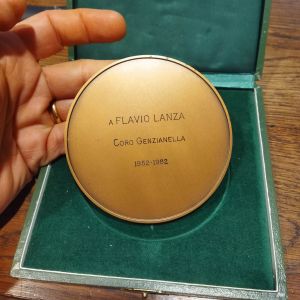 A FLAVIO LANZA
CORO GENZIANELLA
1952-1982